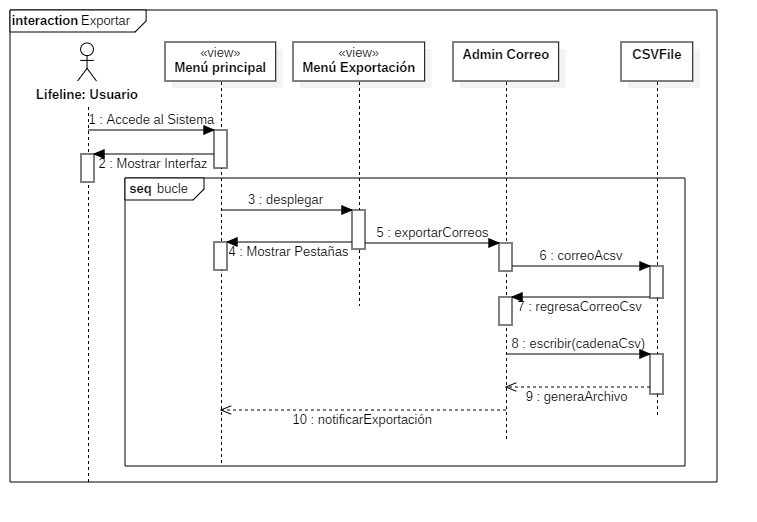 interaction Exportar
«view»
Menú principal
«view»
Menú Exportación
Admin Correo
CSVFile
Lifeline: Usuario
1 : Accede al Sistema
2 : Mostrar Interfaz
seq bucle
3 : desplegar
4 : Mostrar Pestañas
5 : exportarCorreos
6 : correoAcsv
7 : regresaCorreoCsv
8 : escribir(cadenaCsv)
9 : generaArchivo
10 : notificarExportación